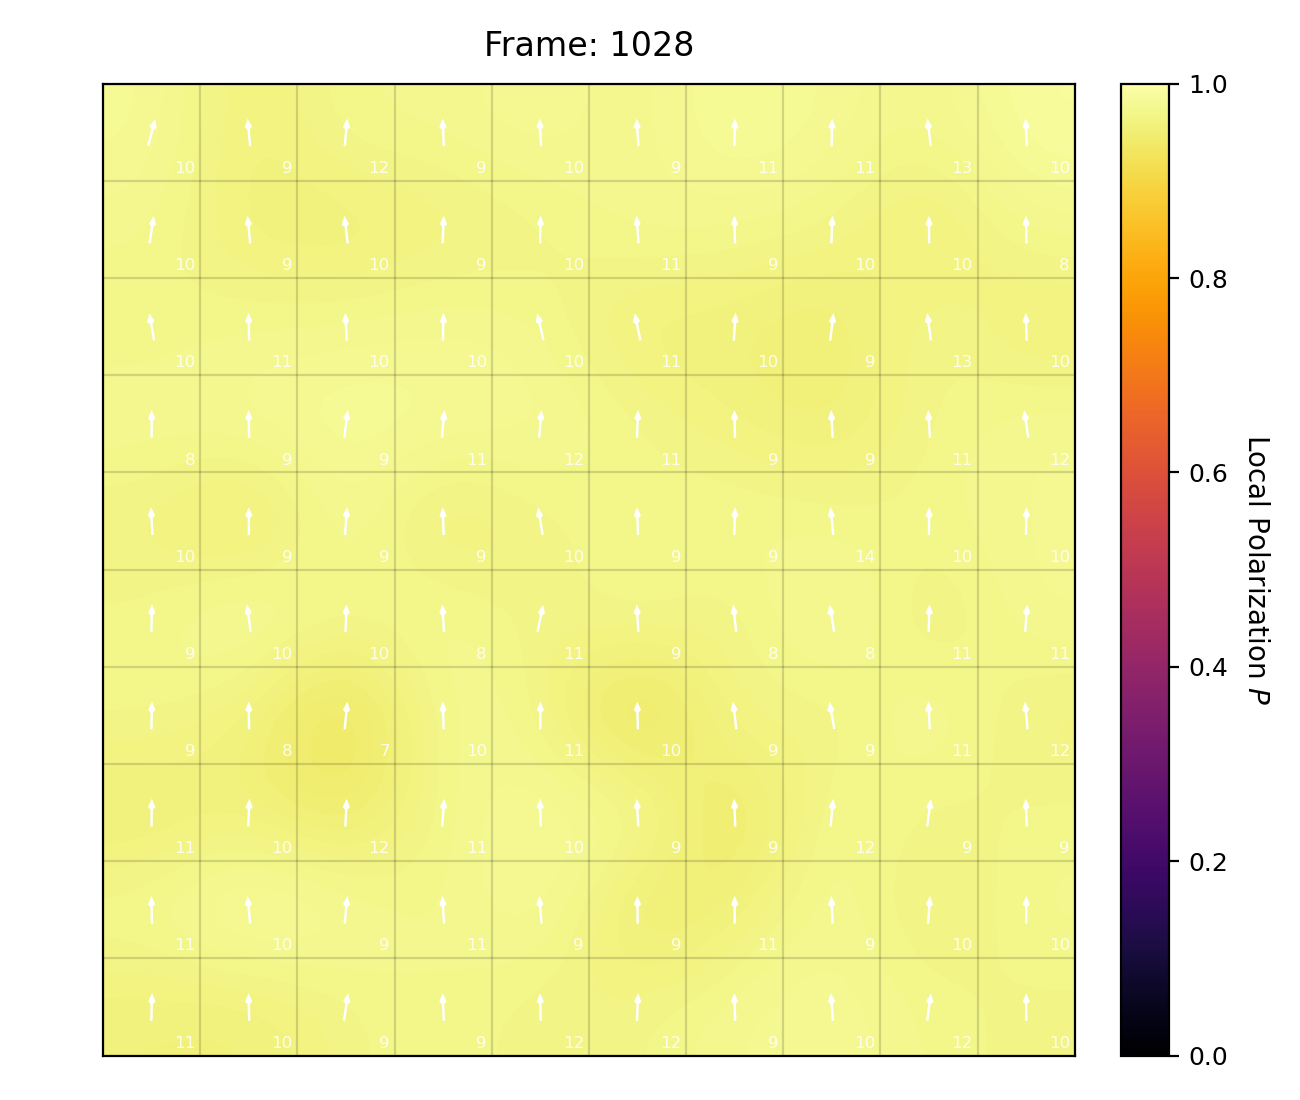 Frame: 1028
10 9 12 9 10 9 11 11 13 10
10 9 10 9 10 11 9 10 10 8
10 11 10 10 10 11 10 9 13 10
8 9 9 11 12 11 9 9 11 12
10 9 9 9 10 9 9 14 10 10
9 10 10 8 11 9 8 8 11 11
9 8 7 10 11 10 9 9 11 12
11 10 12 11 10 9 9 12 9 9
11 10 9 11 9 9 11 9 10 10
11 10 9 9 12 12 9 10 12 10
1.0
0.8
0.6
0.4
0.2
0.0
Local Polarization P